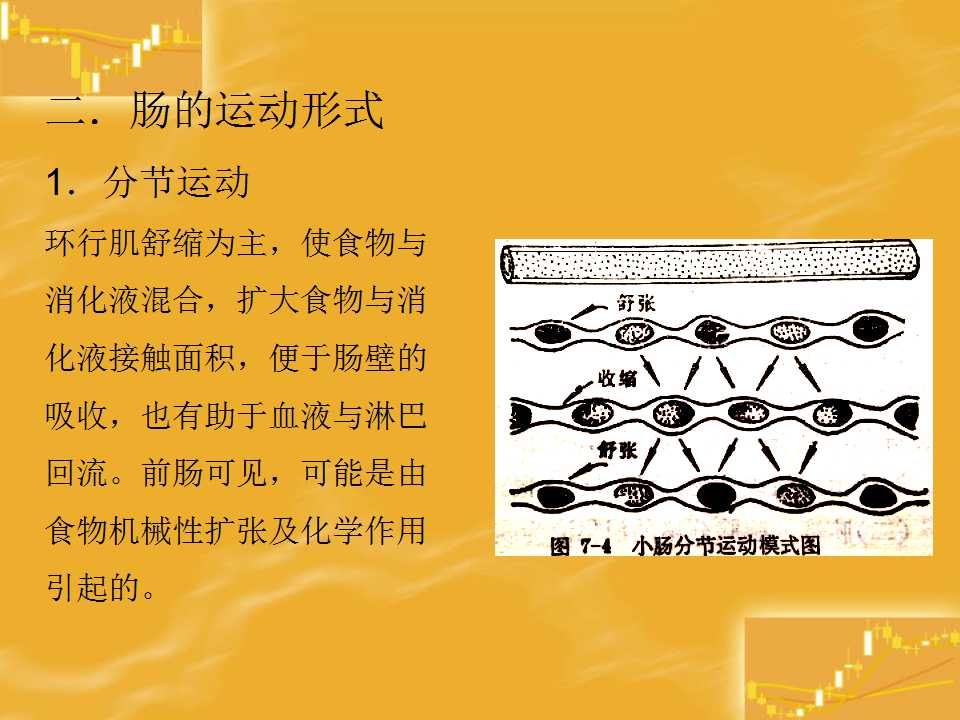 二．肠的运动形式
1．分节运动
环行肌舒缩为主，使食物与
消化液混合，扩大食物与消
化液接触面积，便于肠壁的
吸收，也有助于血液与淋巴
回流。前肠可见，可能是由
食物机械性扩张及化学作用
引起的。
舒张
收缩
舒张
图 7-4 小肠分节运动模式图